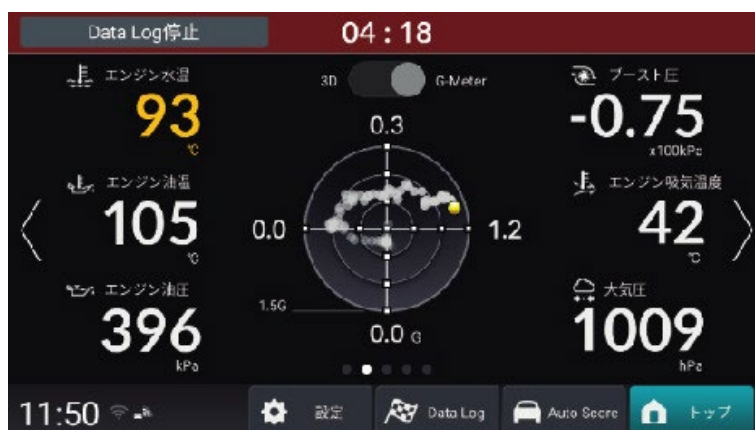 Data Log停止
04:18
エンジン水温
93
℃
3D
G-Meter
ブースト圧
-0.75
x100kPa
0.3
エンジン油温
105
℃
0.0
1.2
エンジン吸気温度
42
℃
1.5G
エンジン油圧
396
kPa
0.0 G
大気圧
1009
hPa
11:50
設定
Data Log
Auto Score
トップ